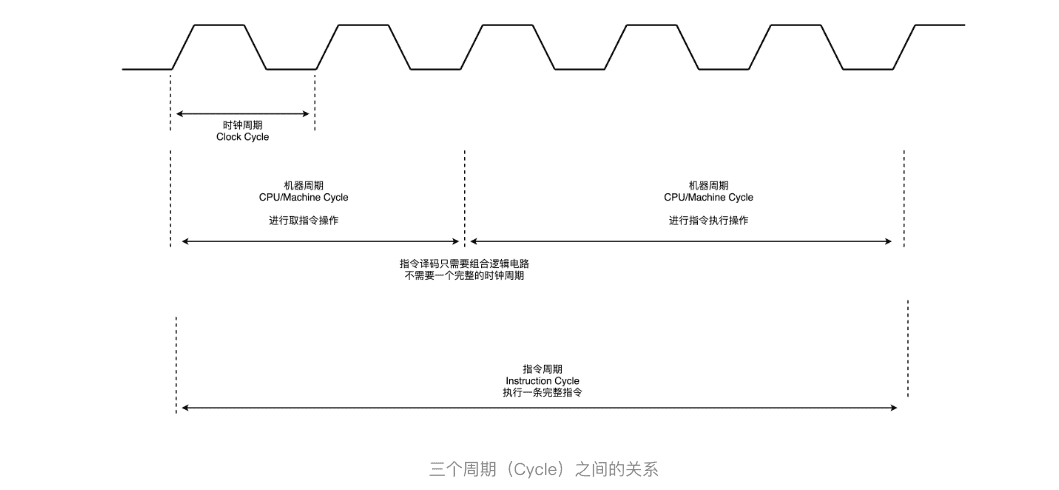 时钟周期
Clock Cycle
机器周期
CPU/Machine Cycle
进行取指令操作
机器周期
CPU/Machine Cycle
进行指令执行操作
指令译码只需要组合逻辑电路
不需要一个完整的时钟周期
指令周期
Instruction Cycle
执行一条完整指令
三个周期（Cycle）之间的关系